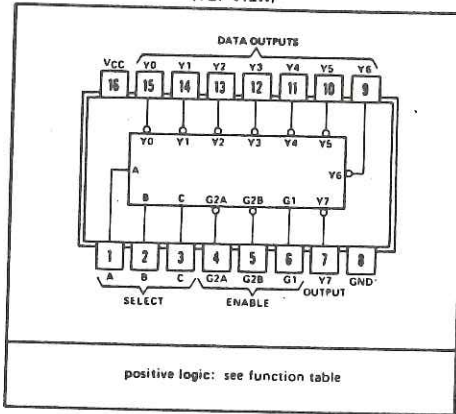 DATA OUTPUTS
VCC Y0 Y1 Y2 Y3 Y4 Y5 Y6
16 15 14 13 12 11 10 9
Y0 Y1 Y2 Y3 Y4 Y5
A Y6
B C G2A G2B G1 Y7
1 2 3 4 5 6 7 8
A B C G2A G2B G1 Y7 GND
SELECT ENABLE OUTPUT
positive logic: see function table